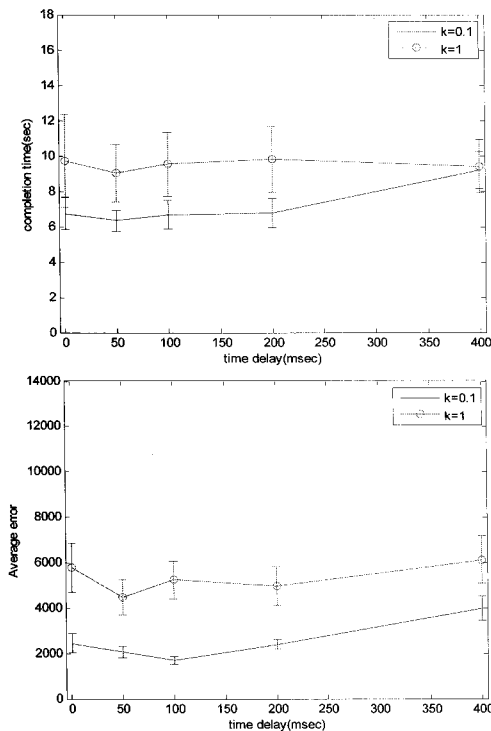 18
16
14
12
10
8
6
4
2
0
completion time(sec)
k=0.1
k=1
0 50 100 150 200 250 300 350 400
time delay(msec)
14000
12000
10000
8000
6000
4000
2000
0
Average error
k=0.1
k=1
0 50 100 150 200 250 300 350 400
time delay(msec)